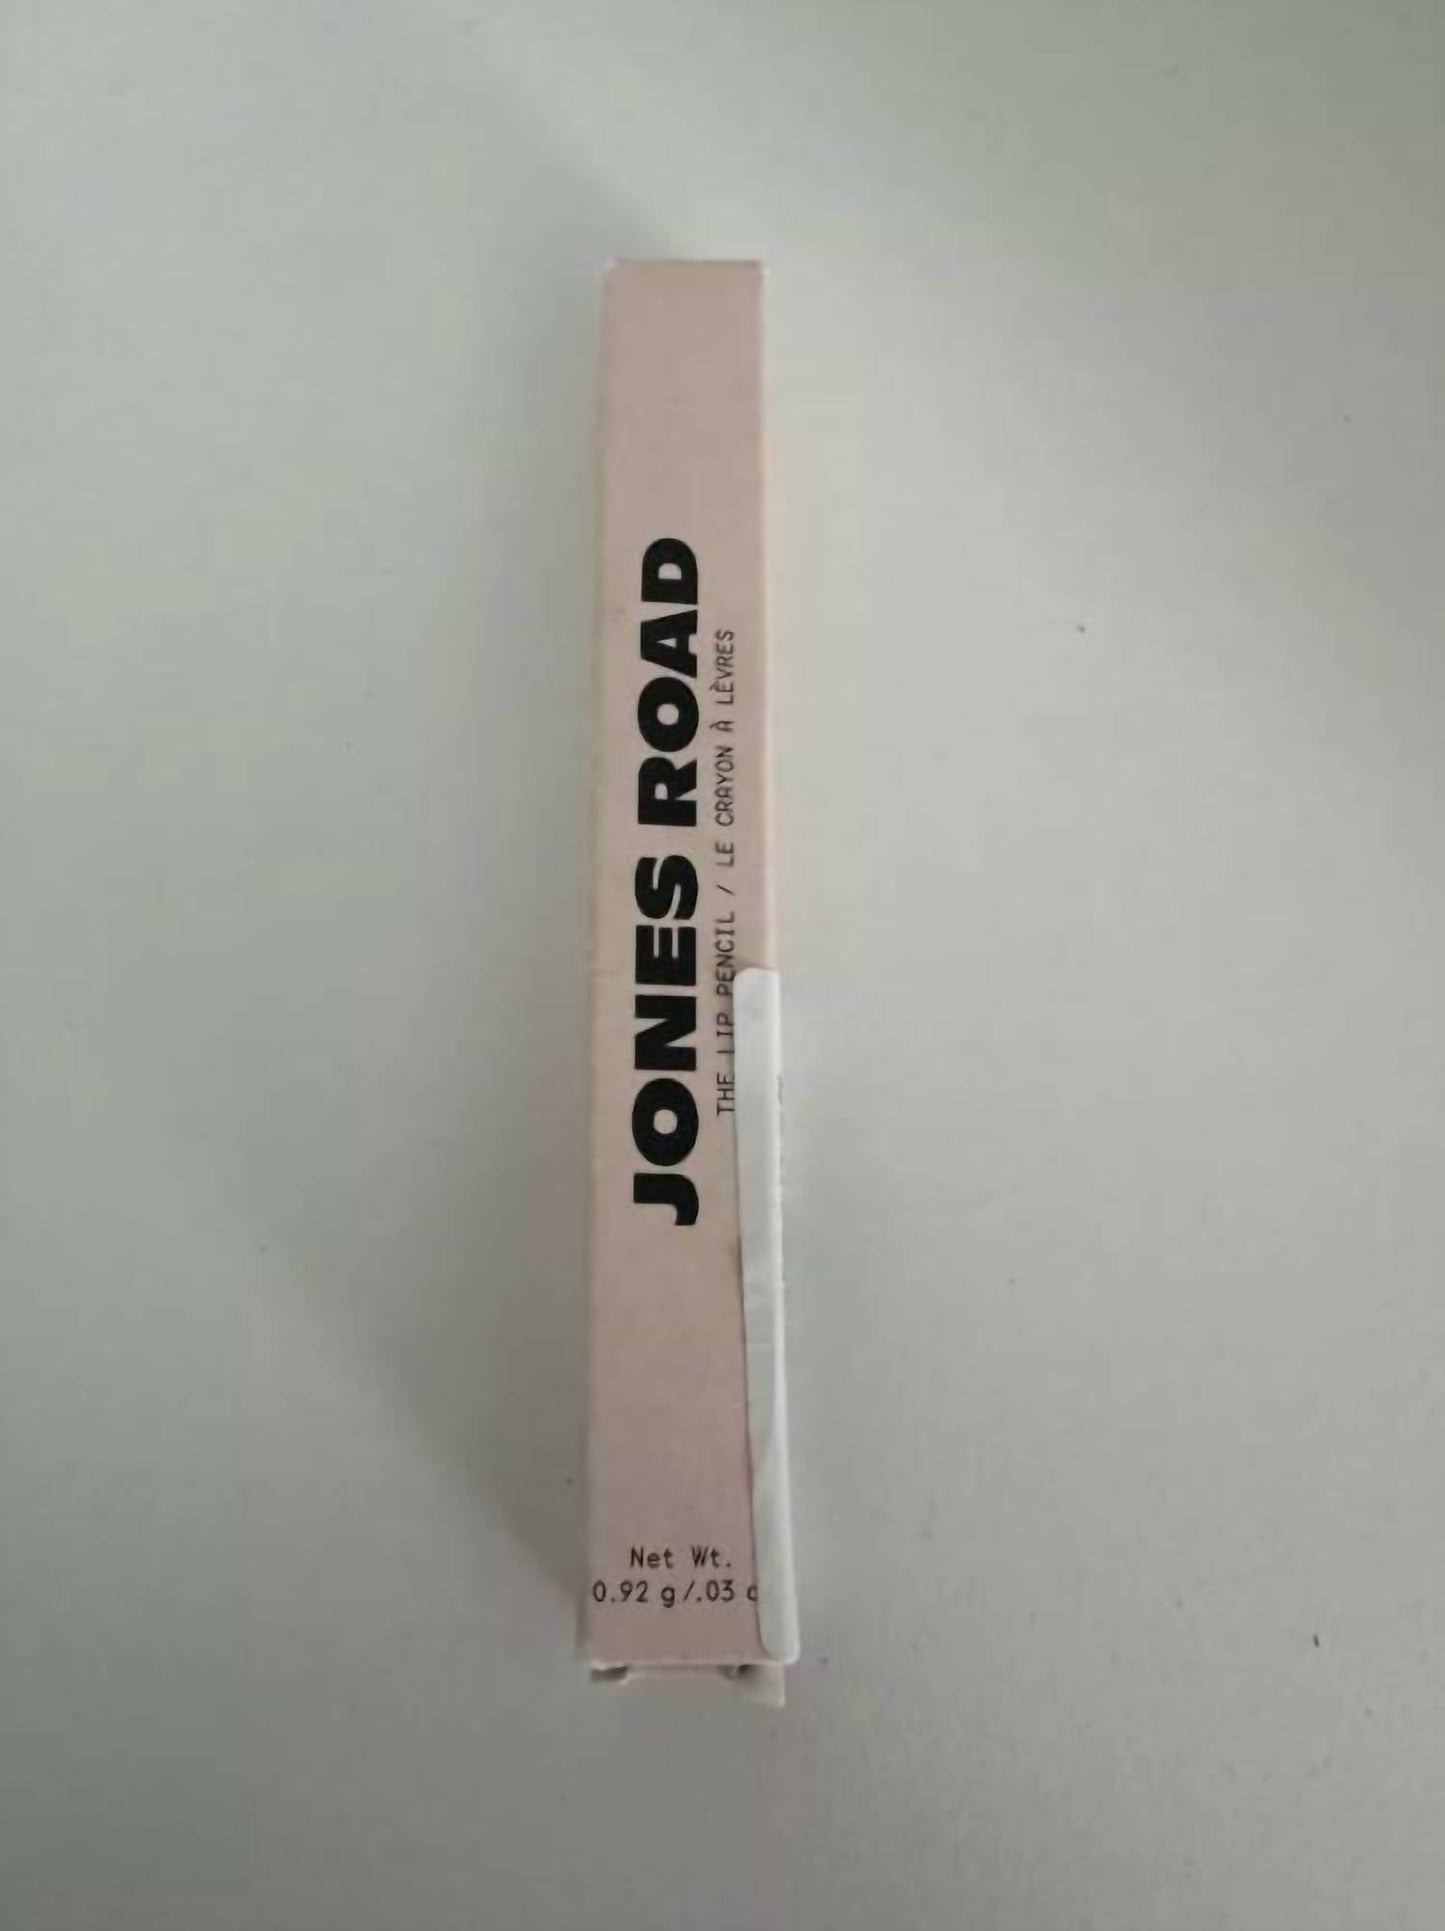 JONES ROAD
THE LIP PENCIL / LE CRAYON À LÈVRES
Net Wt.
0.92 g/.03